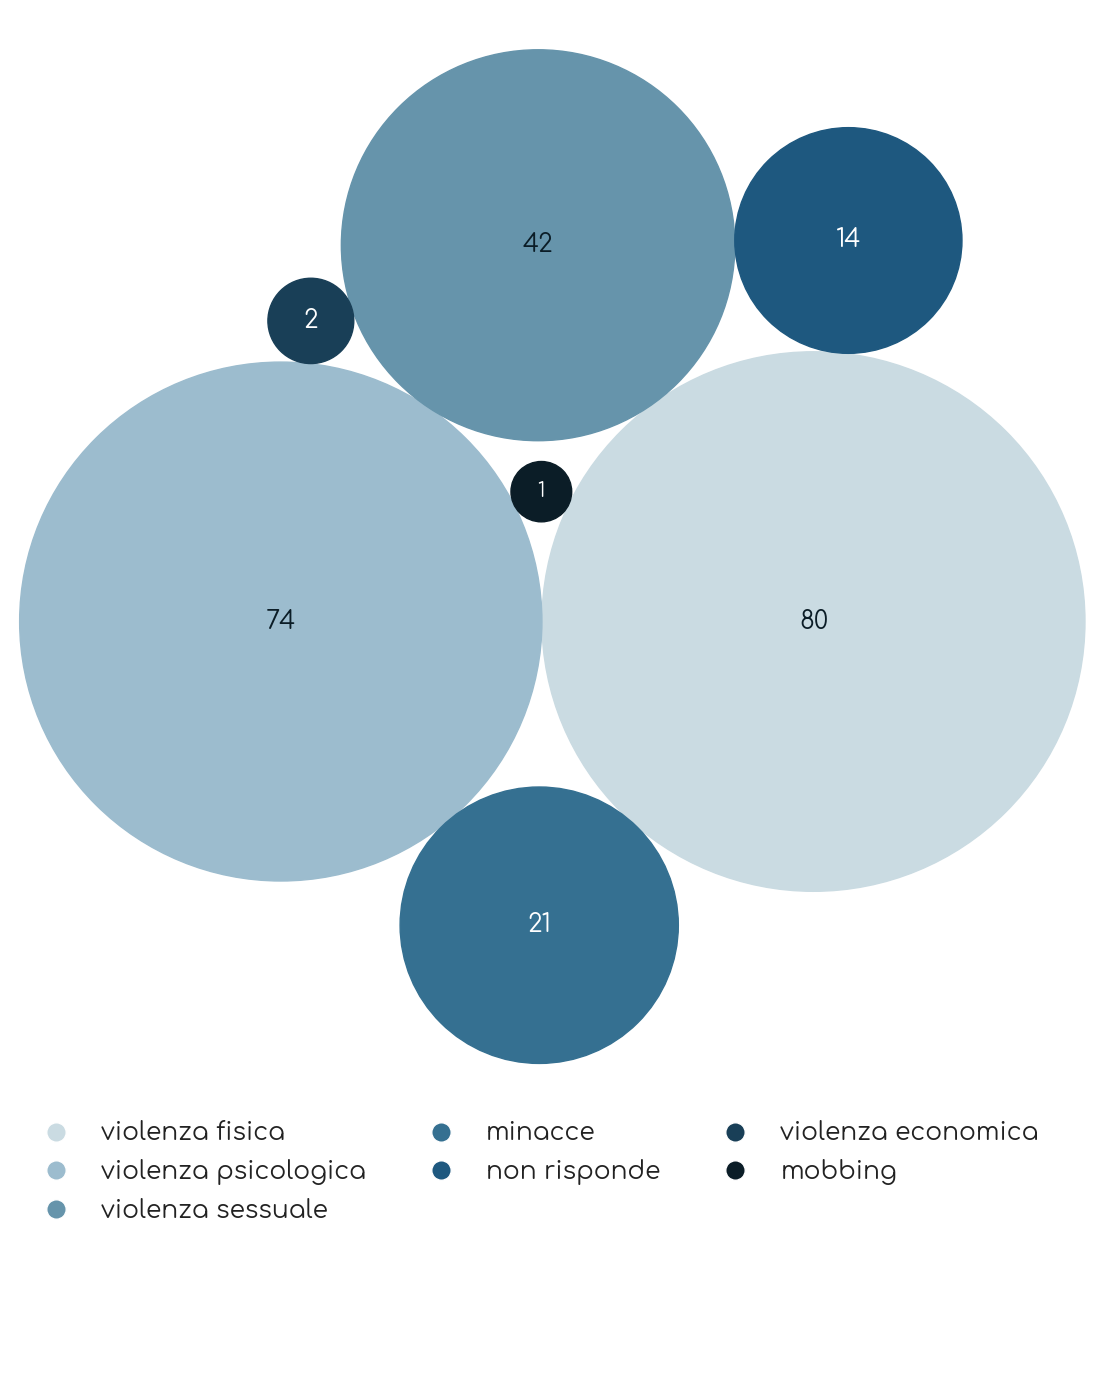 42
14
2
1
74
80
21
violenza fisica
violenza psicologica
violenza sessuale
minacce
non risponde
violenza economica
mobbing